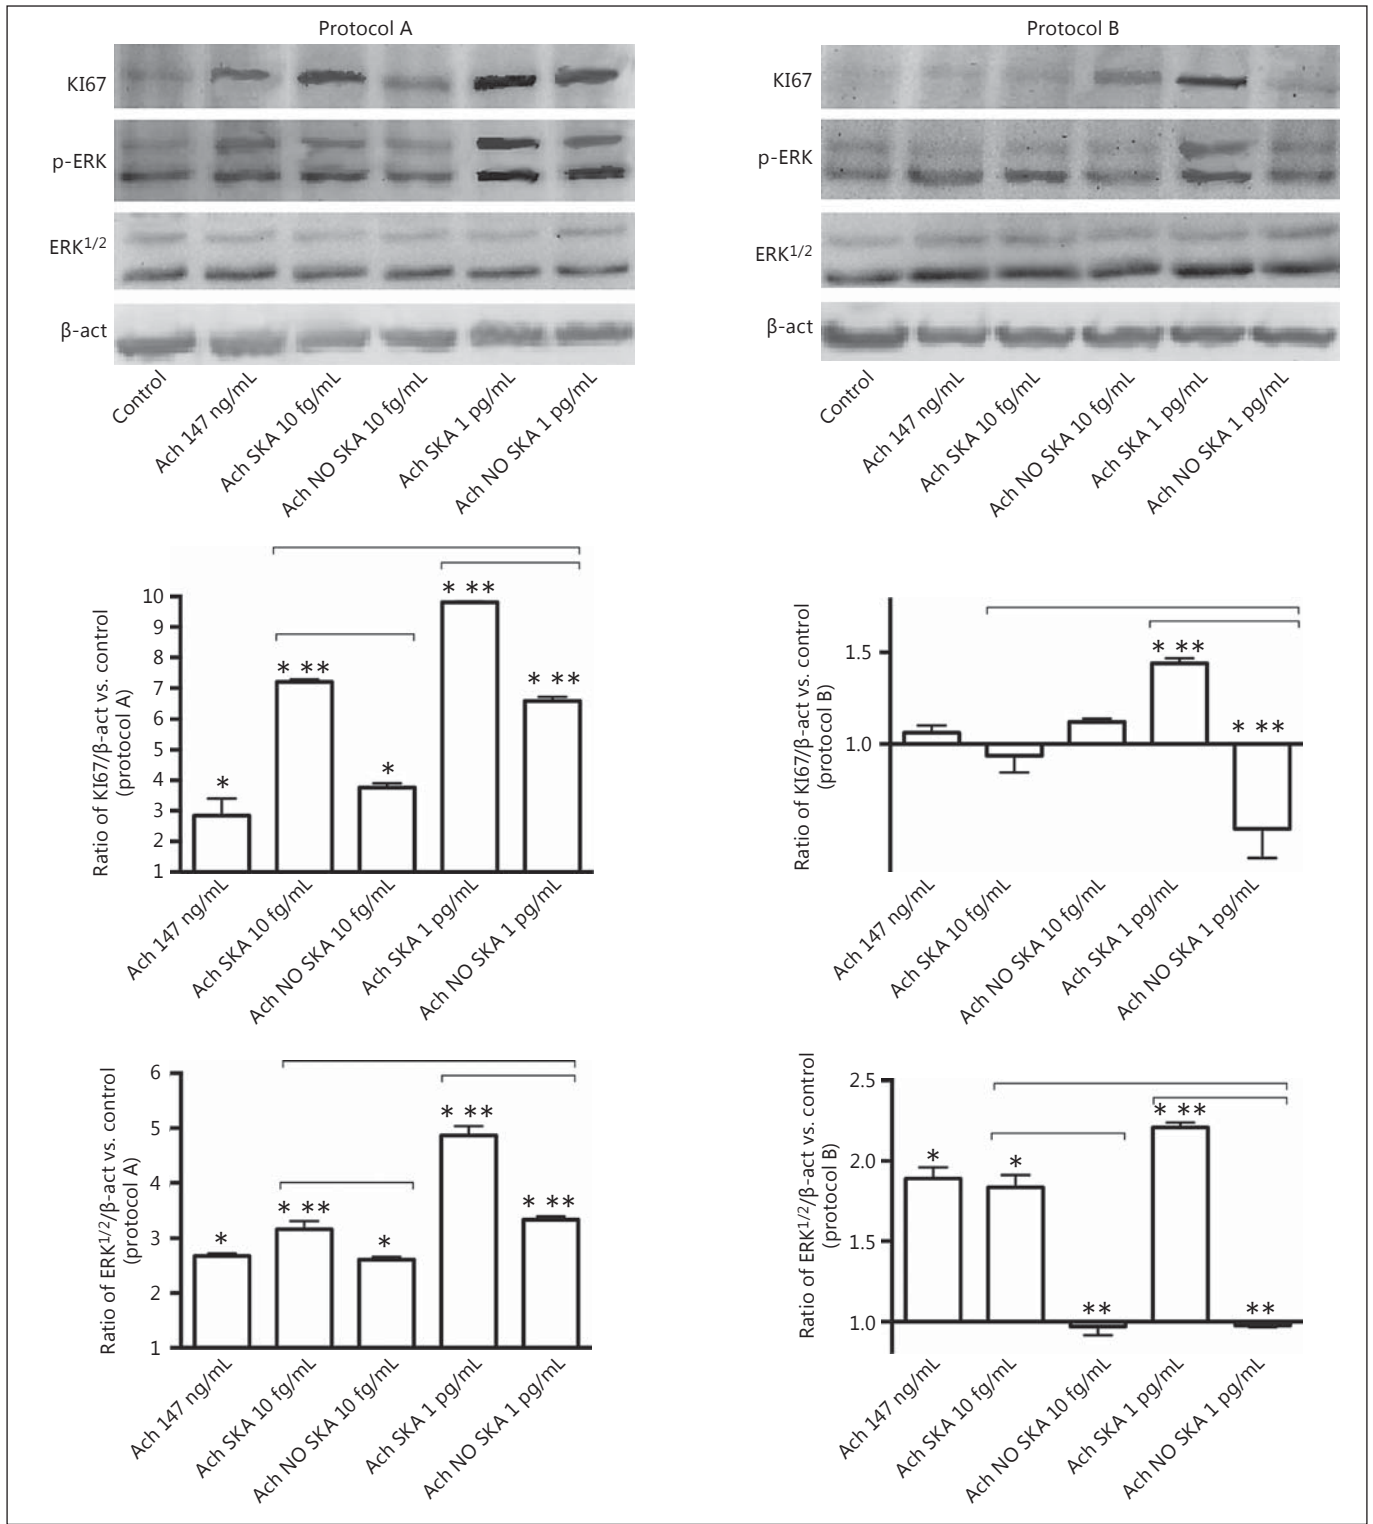 Protocol A
KI67
p-ERK
ERK1/2
β-act
Control
Ach 147 ng/mL
Ach SKA 10 fg/mL
Ach NO SKA 10 fg/mL
Ach SKA 1 pg/mL
Ach NO SKA 1 pg/mL
Protocol B
KI67
p-ERK
ERK1/2
β-act
Control
Ach 147 ng/mL
Ach SKA 10 fg/mL
Ach NO SKA 10 fg/mL
Ach SKA 1 pg/mL
Ach NO SKA 1 pg/mL
Ratio of KI67/β-act vs. control
(protocol A)
10
9
8
7
6
5
4
3
2
1
*
* **
*
* **
* **
Ach 147 ng/mL
Ach SKA 10 fg/mL
Ach NO SKA 10 fg/mL
Ach SKA 1 pg/mL
Ach NO SKA 1 pg/mL
Ratio of KI67/β-act vs. control
(protocol B)
1.5
1.0
* **
* **
Ach 147 ng/mL
Ach SKA 10 fg/mL
Ach NO SKA 10 fg/mL
Ach SKA 1 pg/mL
Ach NO SKA 1 pg/mL
Ratio of ERK1/2/β-act vs. control
(protocol A)
6
5
4
3
2
1
*
* **
*
* **
* **
Ach 147 ng/mL
Ach SKA 10 fg/mL
Ach NO SKA 10 fg/mL
Ach SKA 1 pg/mL
Ach NO SKA 1 pg/mL
Ratio of ERK1/2/β-act vs. control
(protocol B)
2.5
2.0
1.5
1.0
*
*
**
* **
**
Ach 147 ng/mL
Ach SKA 10 fg/mL
Ach NO SKA 10 fg/mL
Ach SKA 1 pg/mL
Ach NO SKA 1 pg/mL